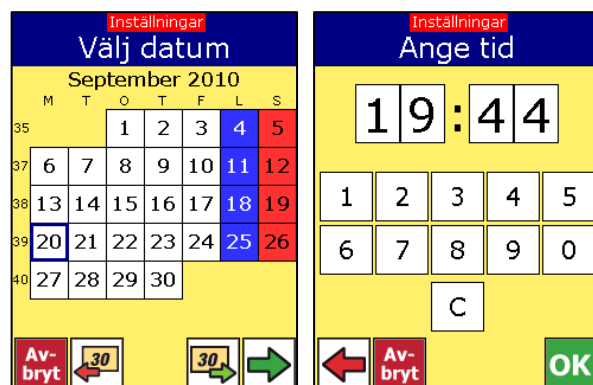 Inställningar
Välj datum
September 2010
M T O T F L S
35 1 2 3 4 5
37 6 7 8 9 10 11 12
38 13 14 15 16 17 18 19
39 20 21 22 23 24 25 26
40 27 28 29 30
Av-
bryt
30
30
Inställningar
Ange tid
19:44
1 2 3 4 5
6 7 8 9 0
C
Av-
bryt
OK